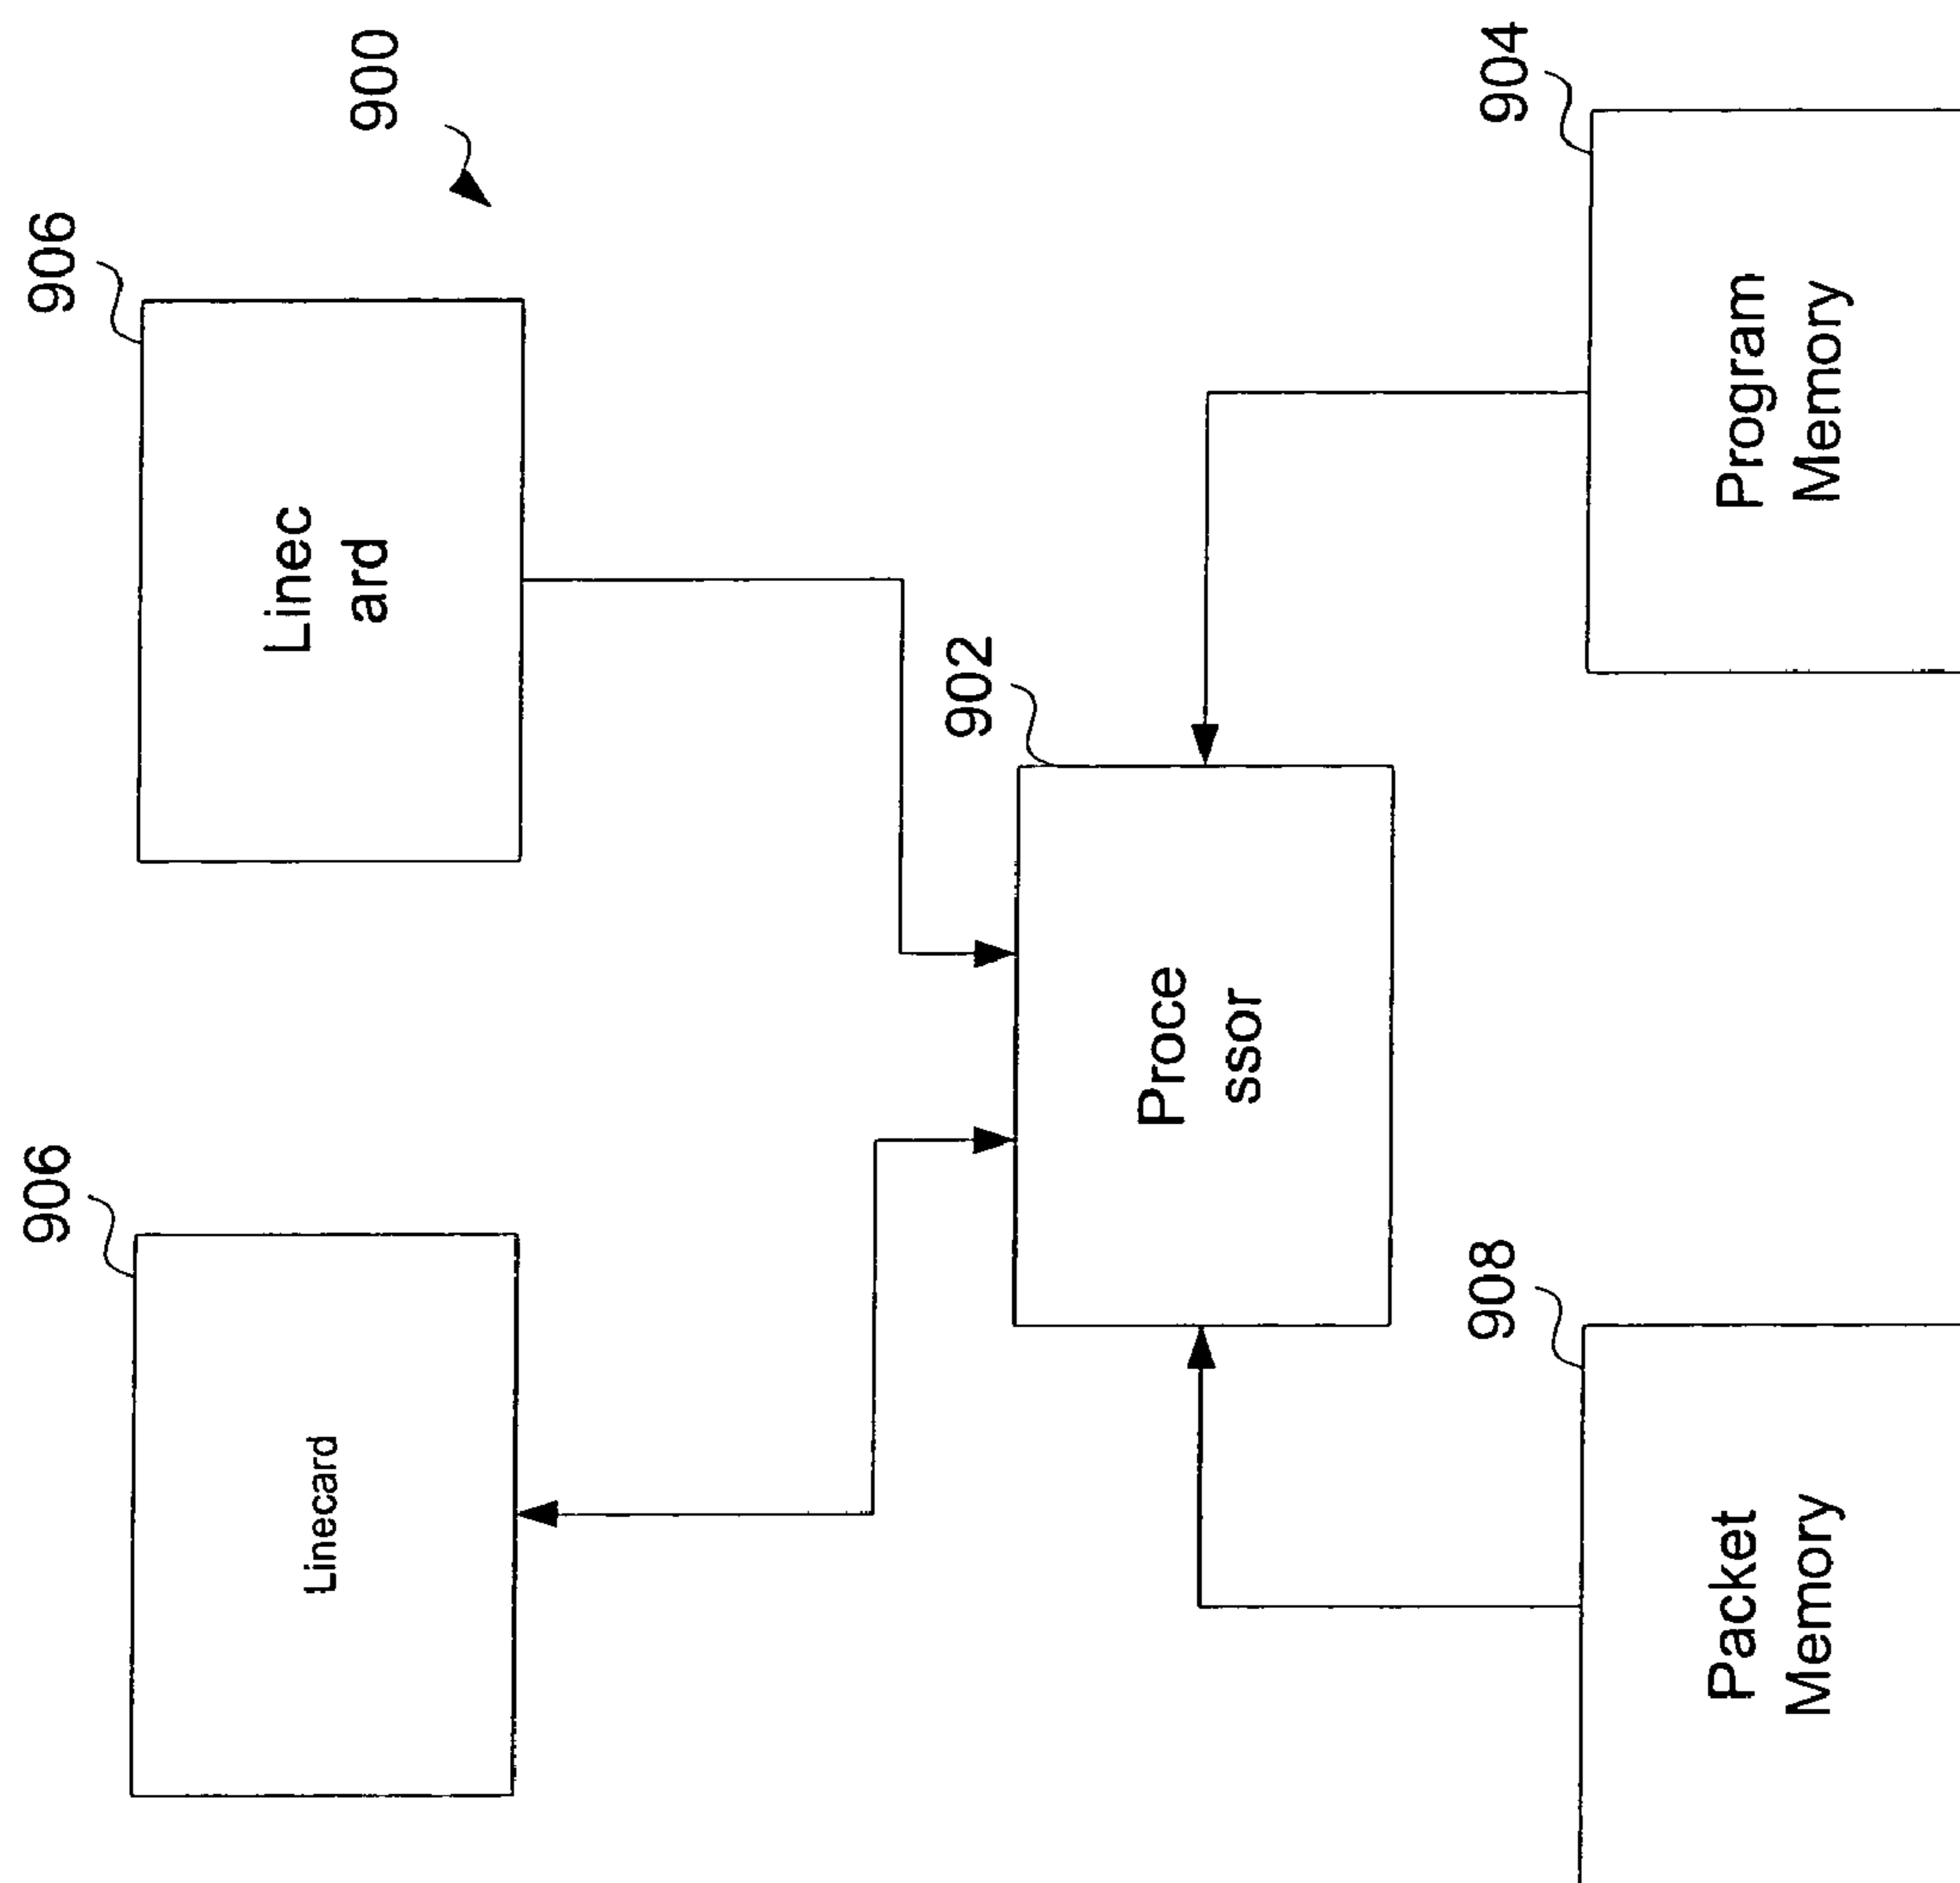 906
Linecard
906
Linec
ard
900
902
Proce
ssor
908
Packet
Memory
904
Program
Memory